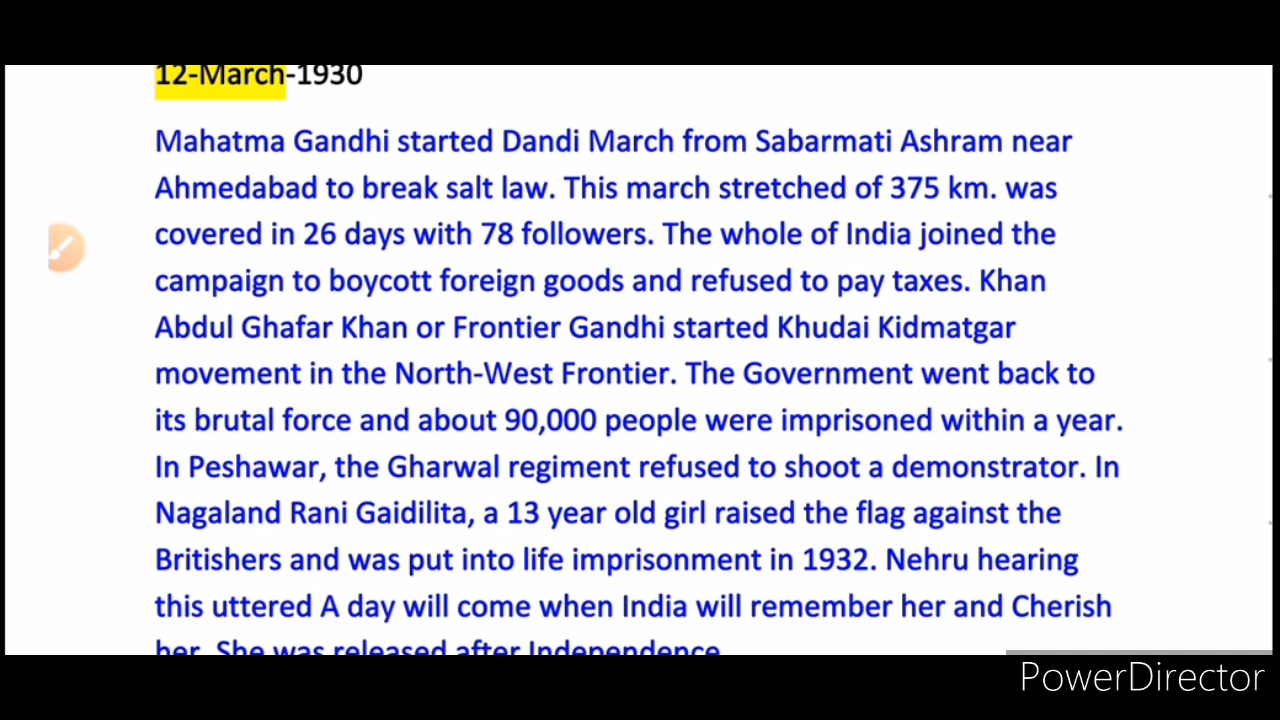 12-March-1930
Mahatma Gandhi started Dandi March from Sabarmati Ashram near
Ahmedabad to break salt law. This march stretched of 375 km. was
covered in 26 days with 78 followers. The whole of India joined the
campaign to boycott foreign goods and refused to pay taxes. Khan
Abdul Ghafar Khan or Frontier Gandhi started Khudai Kidmatgar
movement in the North-West Frontier. The Government went back to
its brutal force and about 90,000 people were imprisoned within a year.
In Peshawar, the Gharwal regiment refused to shoot a demonstrator. In
Nagaland Rani Gaidilita, a 13 year old girl raised the flag against the
Britishers and was put into life imprisonment in 1932. Nehru hearing
this uttered A day will come when India will remember her and Cherish
her. She was released after Independence.
PowerDirector